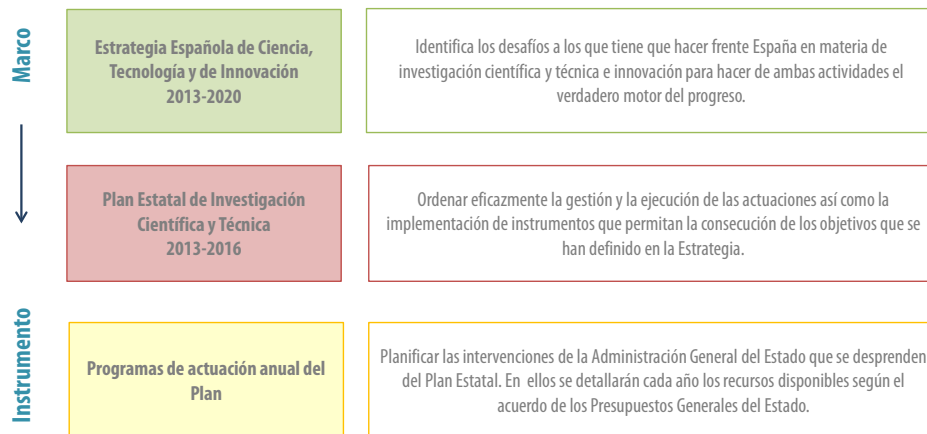 Marco
Estrategia Española de Ciencia,
Tecnología y de Innovación
2013-2020
Identifica los desafíos a los que tiene que hacer frente España en materia de
investigación científica y técnica e innovación para hacer de ambas actividades el
verdadero motor del progreso.
Plan Estatal de Investigación
Científica y Técnica
2013-2016
Ordenar eficazmente la gestión y la ejecución de las actuaciones así como la
implementación de instrumentos que permitan la consecución de los objetivos que se
han definido en la Estrategia.
Instrumento
Programas de actuación anual del
Plan
Planificar las intervenciones de la Administración General del Estado que se desprenden
del Plan Estatal. En ellos se detallarán cada año los recursos disponibles según el
acuerdo de los Presupuestos Generales del Estado.